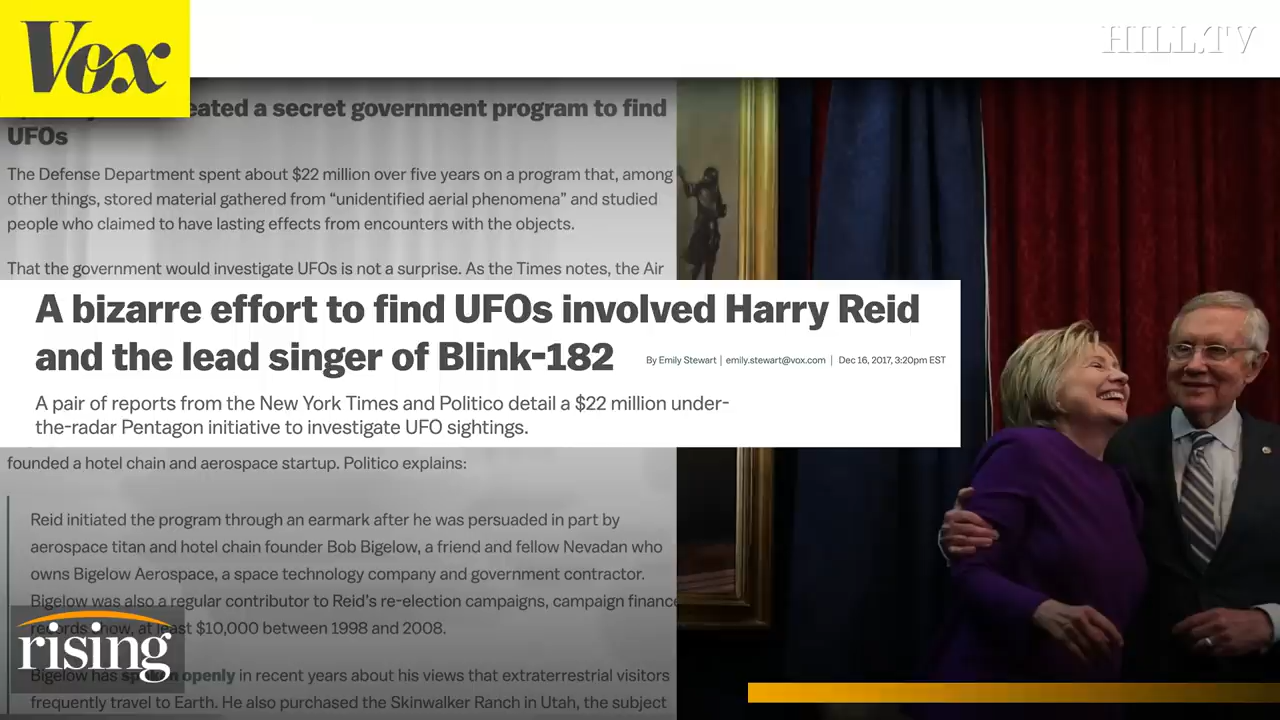 Vox
HILL.TV
eated a secret government program to find
UFOs
The Defense Department spent about $22 million over five years on a program that, among
other things, stored material gathered from “unidentified aerial phenomena” and studied
people who claimed to have lasting effects from encounters with the objects.
That the government would investigate UFOs is not a surprise. As the Times notes, the Air
A bizarre effort to find UFOs involved Harry Reid
and the lead singer of Blink-182
By Emily Stewart | emily.stewart@vox.com | Dec 16, 2017, 3:20pm EST
A pair of reports from the New York Times and Politico detail a $22 million under-
the-radar Pentagon initiative to investigate UFO sightings.
founded a hotel chain and aerospace startup. Politico explains:
Reid initiated the program through an earmark after he was persuaded in part by
aerospace titan and hotel chain founder Bob Bigelow, a friend and fellow Nevadan who
owns Bigelow Aerospace, a space technology company and government contractor.
Bigelow was also a regular contributor to Reid’s re-election campaigns, campaign finance
records show, at least $10,000 between 1998 and 2008.
rising
Bigelow has spoken openly in recent years about his views that extraterrestrial visitors
frequently travel to Earth. He also purchased the Skinwalker Ranch in Utah, the subject